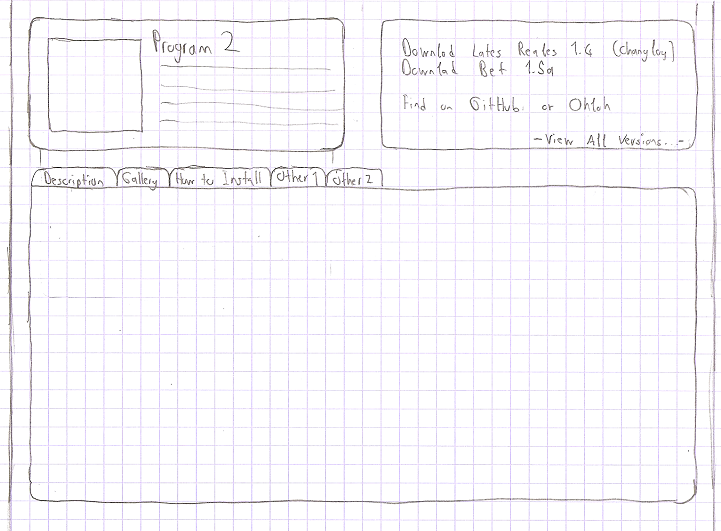 Program 2
Downlod Lates Reales 1.4 (Changlog)
Downlad Bet 1.5a
Find on GitHub or Ohloh
-View All Versions...-
Description Gallery How to Install Other 1 Other 2